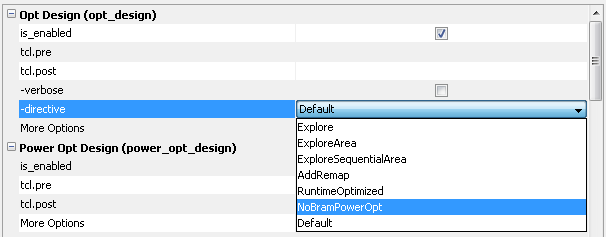 Opt Design (opt_design)
is_enabled
tcl.pre
tcl.post
-verbose
-directive Default
More Options Explore
ExploreArea
Power Opt Design (power_opt_design) ExploreSequentialArea
is_enabled AddRemap
tcl.pre RuntimeOptimized
tcl.post NoBramPowerOpt
More Options Default